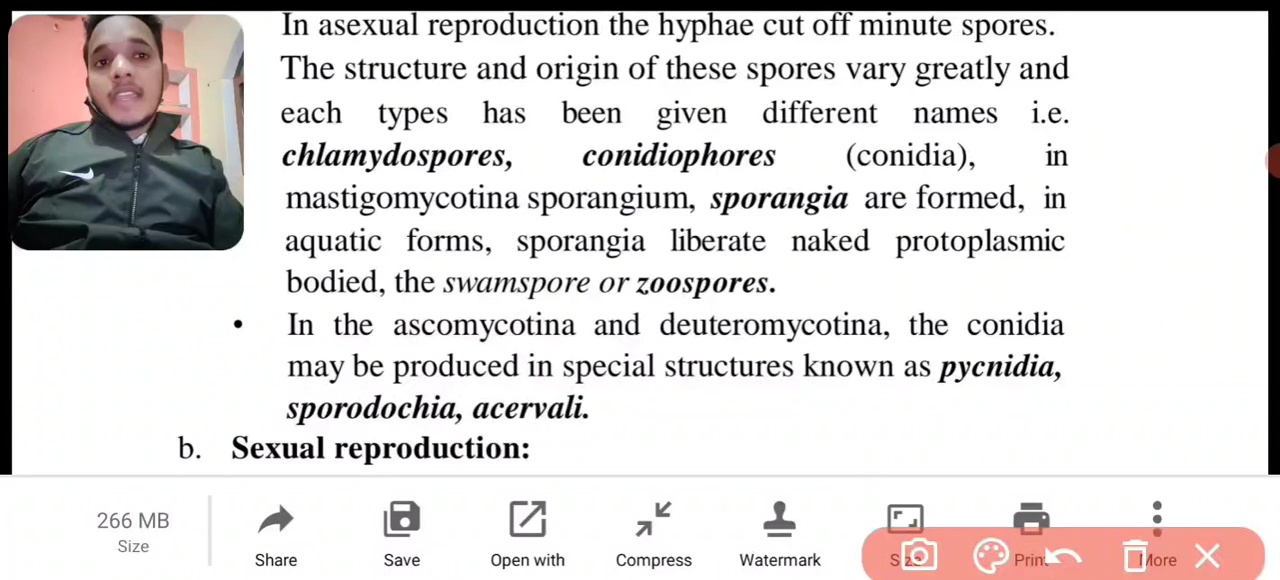 In asexual reproduction the hyphae cut off minute spores.
The structure and origin of these spores vary greatly and
each types has been given different names i.e.
chlamydospores, conidiophores (conidia), in
mastigomycotina sporangium, sporangia are formed, in
aquatic forms, sporangia liberate naked protoplasmic
bodied, the swamspore or zoospores.
• In the ascomycotina and deuteromycotina, the conidia
may be produced in special structures known as pycnidia,
sporodochia, acervali.
b. Sexual reproduction:
266 MB
Size
Share
Save
Open with
Compress
Watermark
Size
Print
More